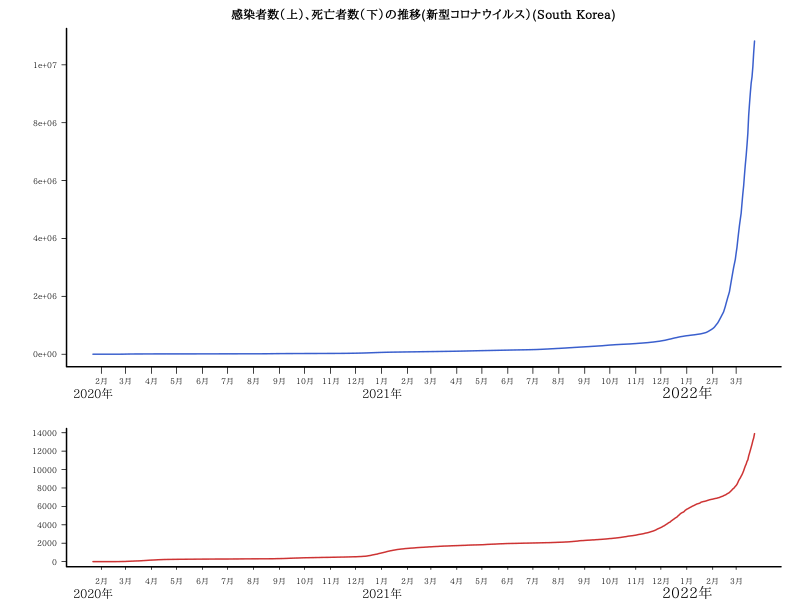 感染者数(上)、死亡者数(下)の推移(新型コロナウイルス)(South Korea)
1e+07
8e+06
6e+06
4e+06
2e+06
0e+00
2月 3月 4月 5月 6月 7月 8月 9月 10月 11月 12月 1月 2月 3月 4月 5月 6月 7月 8月 9月 10月 11月 12月 1月 2月 3月
2020年 2021年 2022年
14000
12000
10000
8000
6000
4000
2000
0
2月 3月 4月 5月 6月 7月 8月 9月 10月 11月 12月 1月 2月 3月 4月 5月 6月 7月 8月 9月 10月 11月 12月 1月 2月 3月
2020年 2021年 2022年